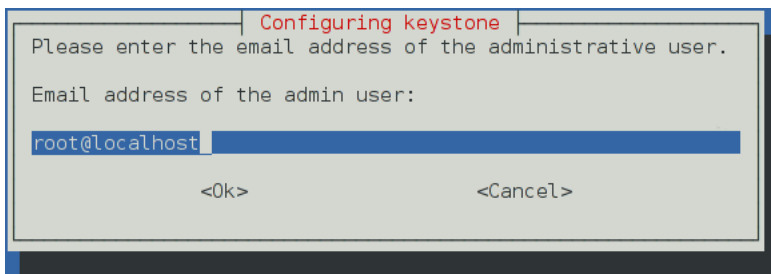 Configuring keystone
Please enter the email address of the administrative user.
Email address of the admin user:
root@localhost
<Ok> <Cancel>